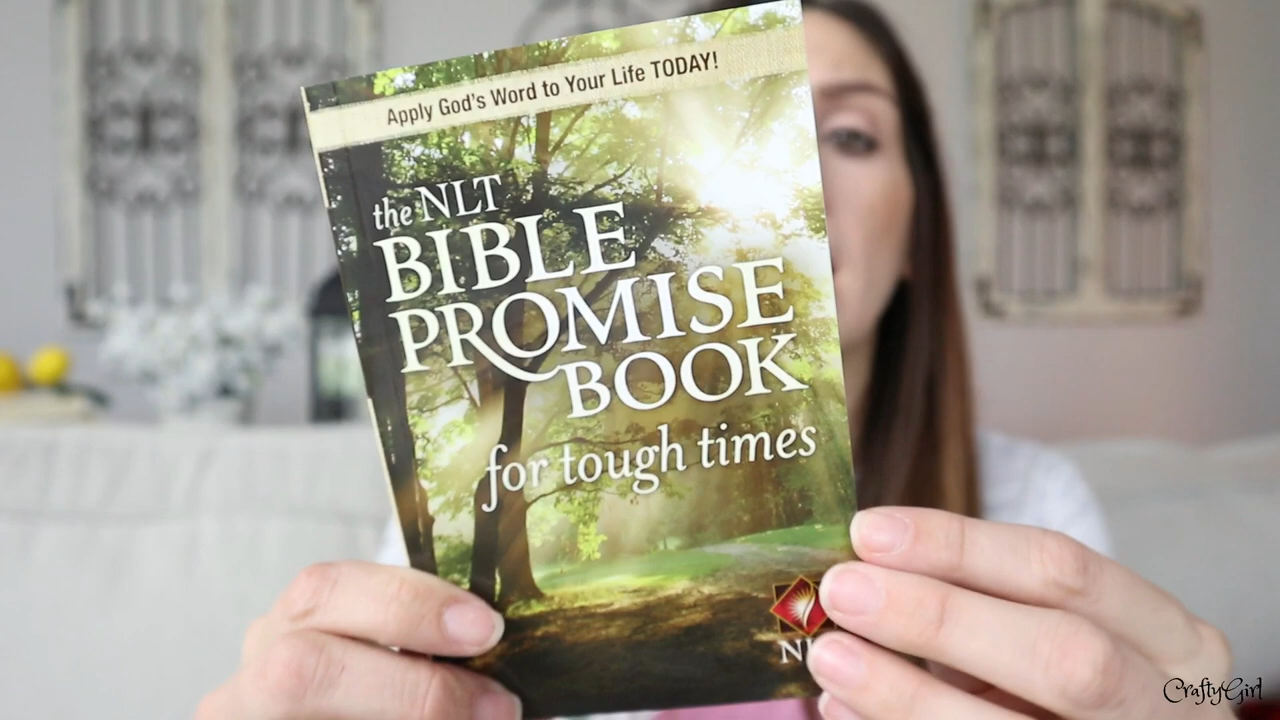 Apply God's Word to Your Life TODAY!
the NLT
BIBLE
PROMISE
BOOK
for tough times
CraftyGirl